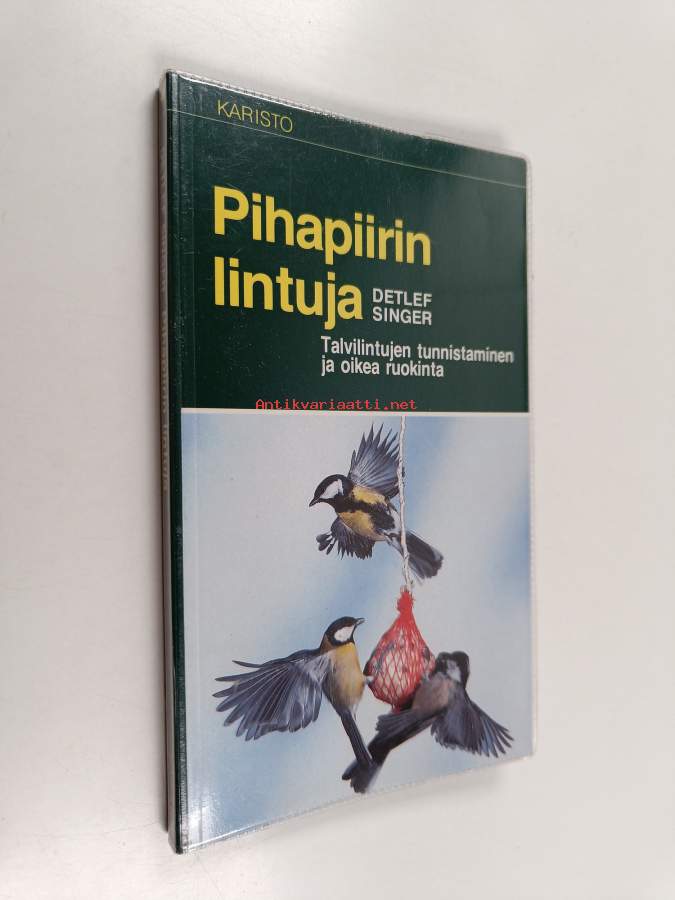 KARISTO
Pihapiirin
lintuja
DETLEF
SINGER
Talvilintujen tunnistaminen
ja oikea ruokinta
Antikvariaatti.net